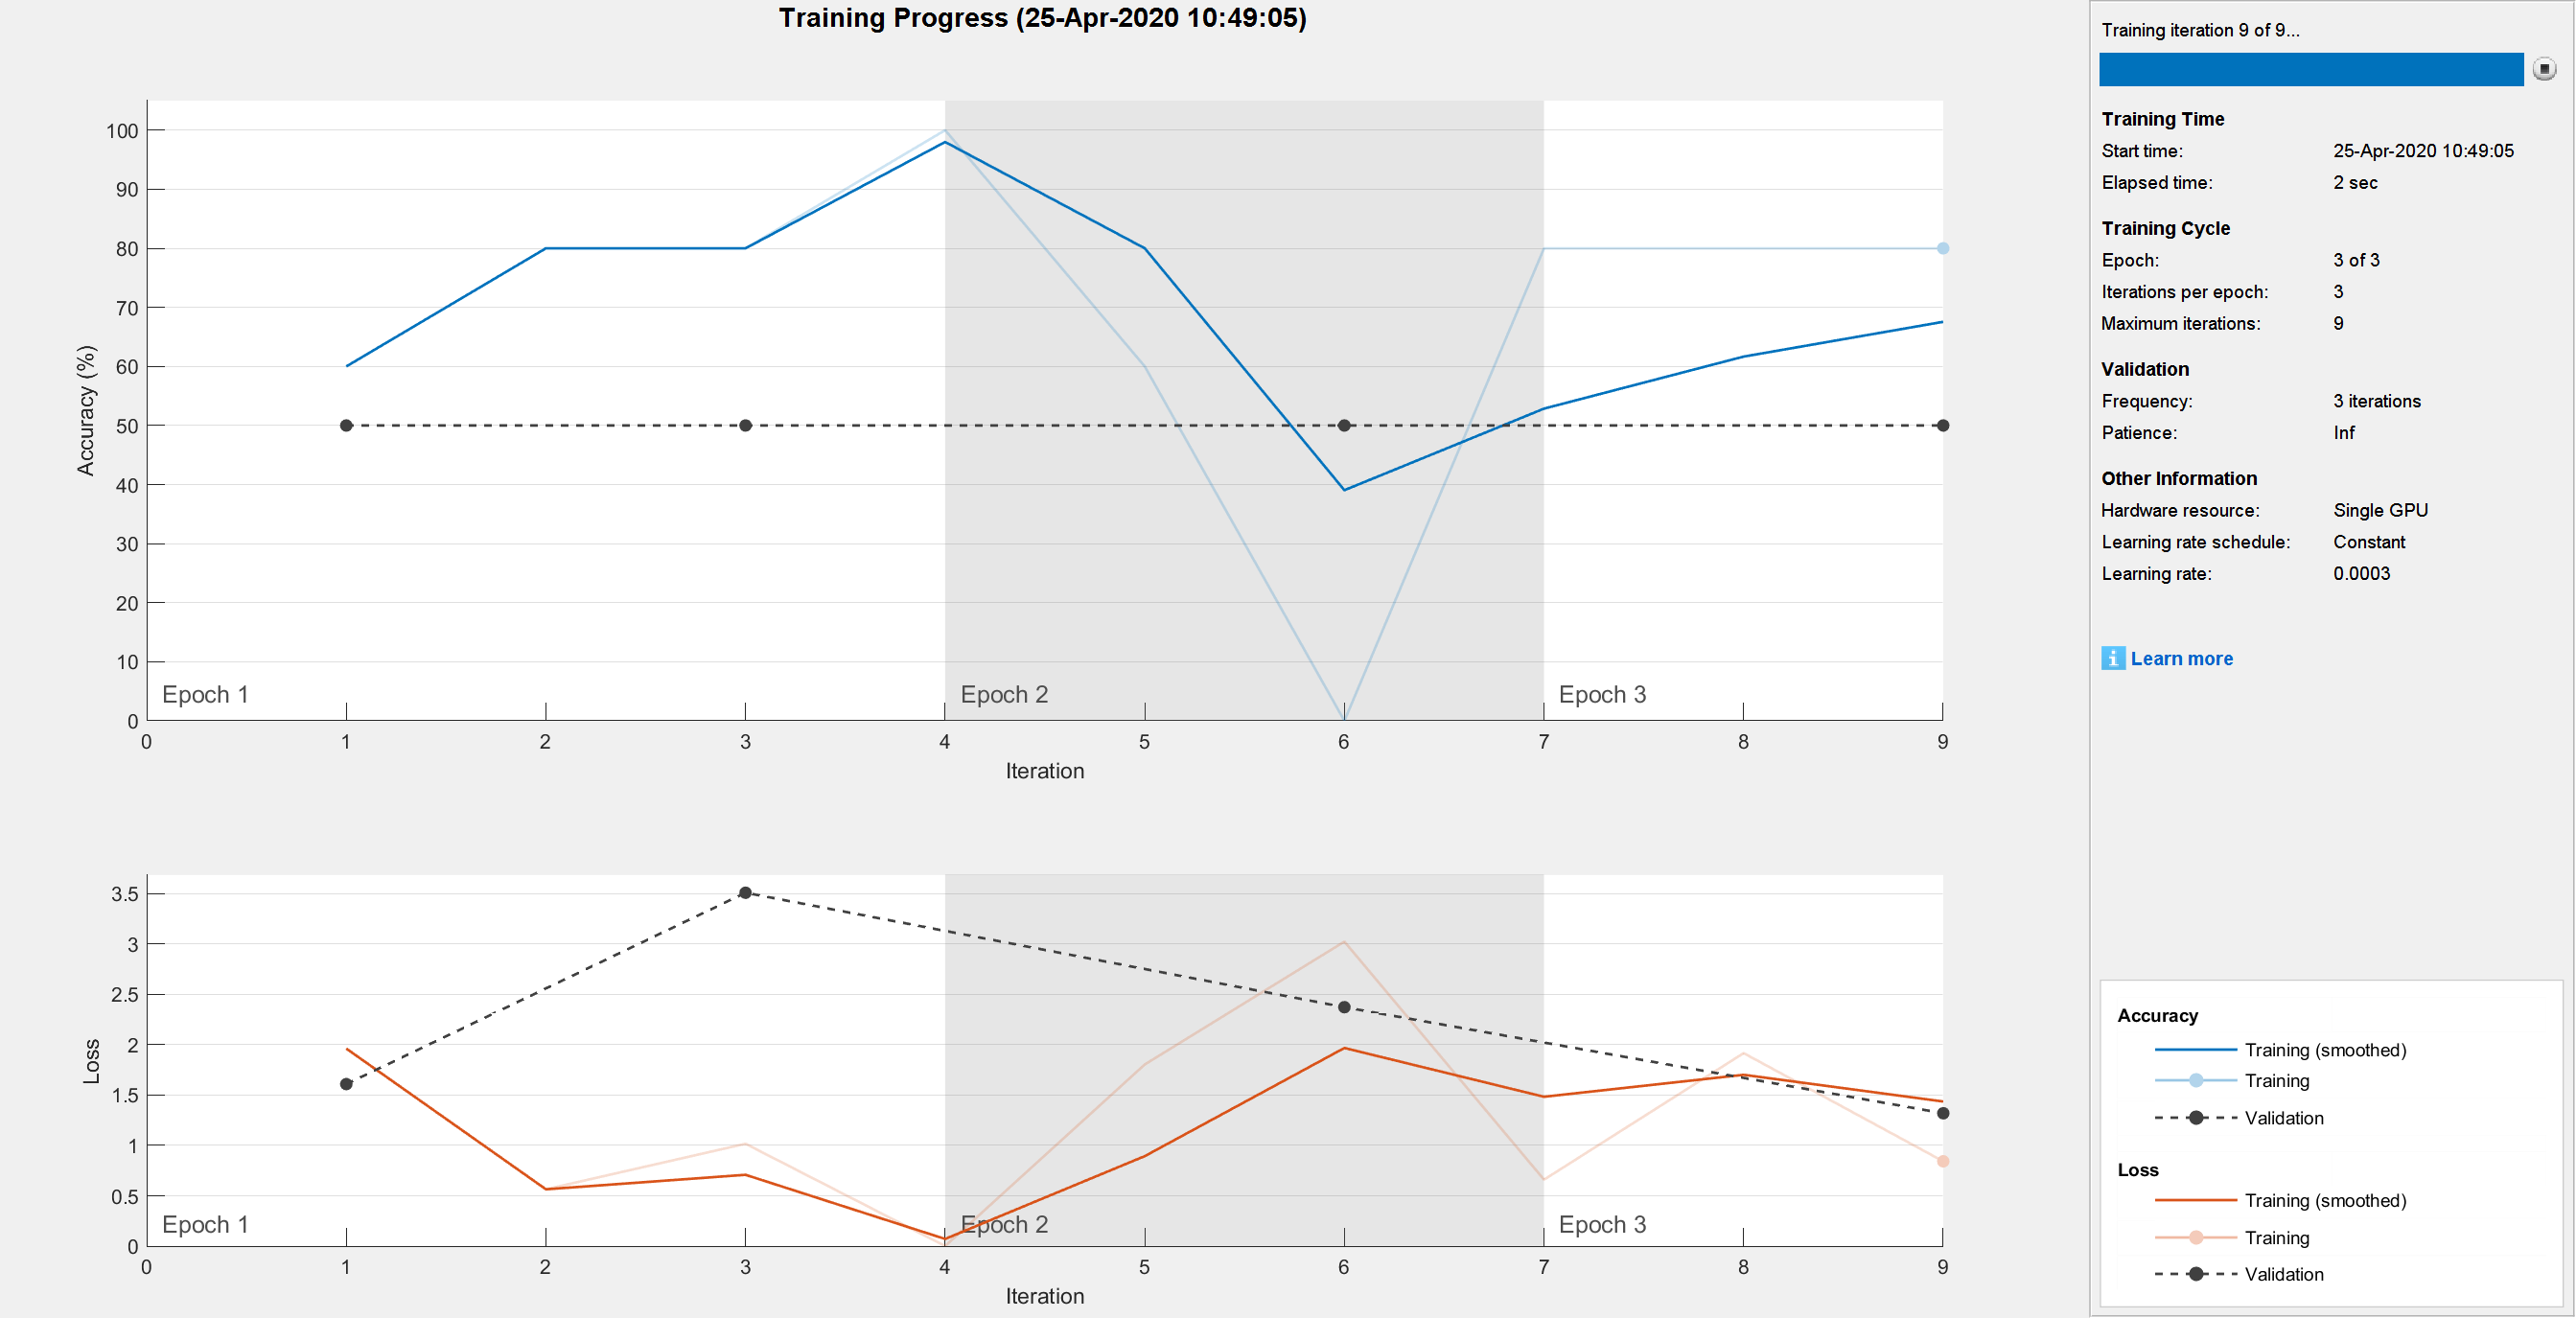 Training Progress (25-Apr-2020 10:49:05)
100
90
80
70
60
50
40
30
20
10
0
Accuracy (%)
Epoch 1
Epoch 2
Epoch 3
0 1 2 3 4 5 6 7 8 9
Iteration
3.5
3
2.5
2
1.5
1
0.5
0
Loss
Epoch 1
Epoch 2
Epoch 3
0 1 2 3 4 5 6 7 8 9
Iteration
Training iteration 9 of 9...
Training Time
Start time: 25-Apr-2020 10:49:05
Elapsed time: 2 sec
Training Cycle
Epoch: 3 of 3
Iterations per epoch: 3
Maximum iterations: 9
Validation
Frequency: 3 iterations
Patience: Inf
Other Information
Hardware resource: Single GPU
Learning rate schedule: Constant
Learning rate: 0.0003
i Learn more
Accuracy
Training (smoothed)
Training
Validation
Loss
Training (smoothed)
Training
Validation